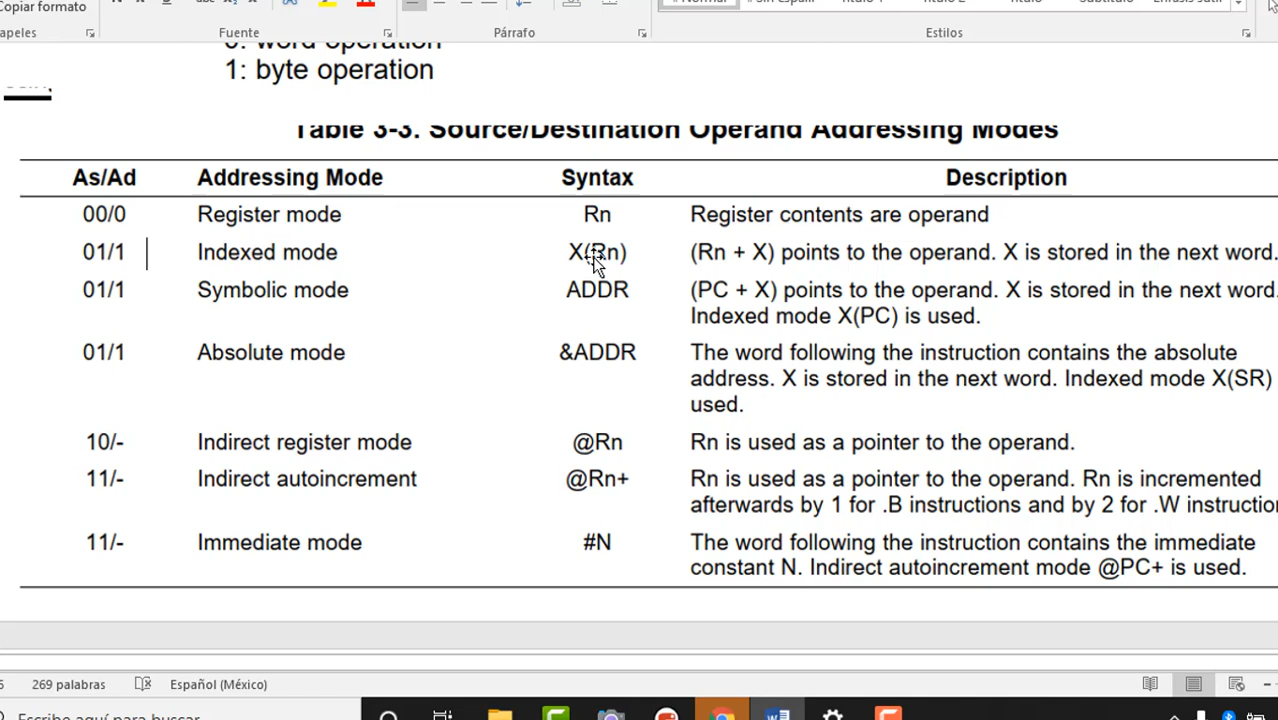 Copiar formato
Normal
Fuente
Párrafo
Estilos
0: word operation
1: byte operation
Table 3-3. Source/Destination Operand Addressing Modes
As/Ad Addressing Mode Syntax Description
00/0 Register mode Rn Register contents are operand
01/1 Indexed mode X(Rn) (Rn + X) points to the operand. X is stored in the next word.
01/1 Symbolic mode ADDR (PC + X) points to the operand. X is stored in the next word.
Indexed mode X(PC) is used.
01/1 Absolute mode &ADDR The word following the instruction contains the absolute
address. X is stored in the next word. Indexed mode X(SR)
used.
10/- Indirect register mode @Rn Rn is used as a pointer to the operand.
11/- Indirect autoincrement @Rn+ Rn is used as a pointer to the operand. Rn is incremented
afterwards by 1 for .B instructions and by 2 for .W instruction
11/- Immediate mode #N The word following the instruction contains the immediate
constant N. Indirect autoincrement mode @PC+ is used.
269 palabras Español (México)
Escribe aquí para buscar